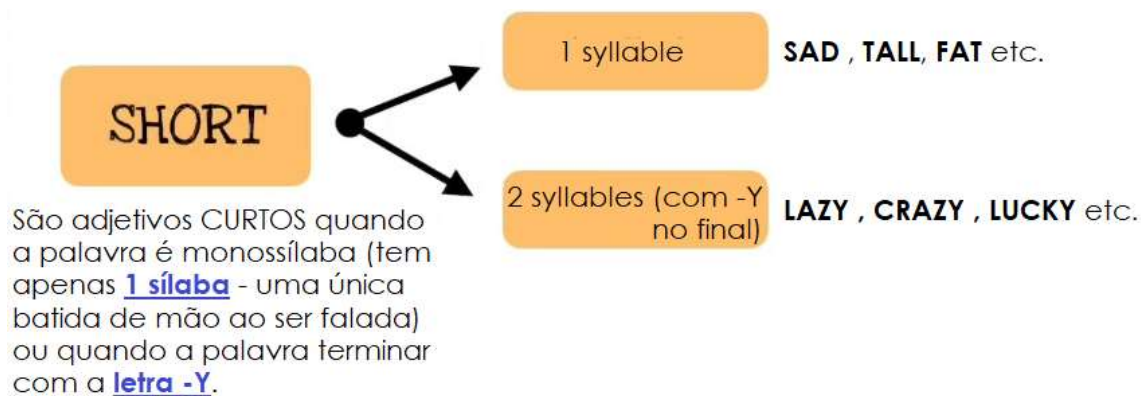 SHORT
São adjetivos CURTOS quando
a palavra é monossílaba (tem
apenas 1 sílaba - uma única
batida de mão ao ser falada)
ou quando a palavra terminar
com a letra -Y.
1 syllable
SAD , TALL, FAT etc.
2 syllables (com -Y
no final)
LAZY , CRAZY , LUCKY etc.